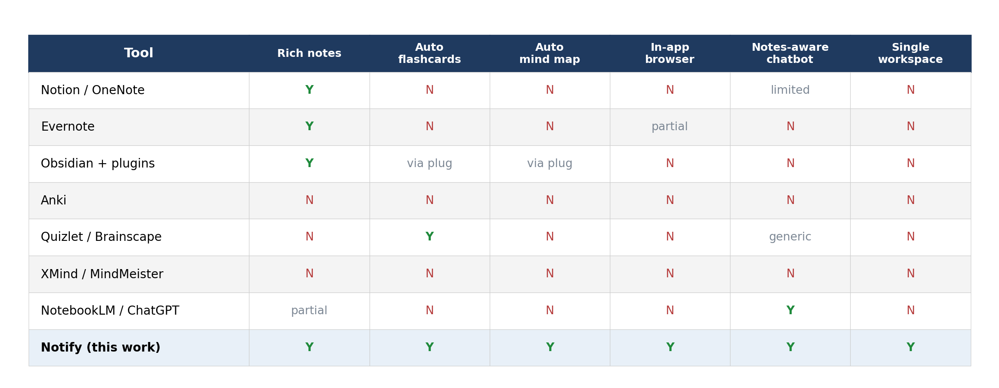 Tool Rich notes Auto flashcards Auto mind map In-app browser Notes-aware chatbot Single workspace
Notion / OneNote Y N N N limited N
Evernote Y N N partial N N
Obsidian + plugins Y via plug via plug N N N
Anki N N N N N N
Quizlet / Brainscape N Y N N generic N
XMind / MindMeister N N N N N N
NotebookLM / ChatGPT partial N N N Y N
Notify (this work) Y Y Y Y Y Y